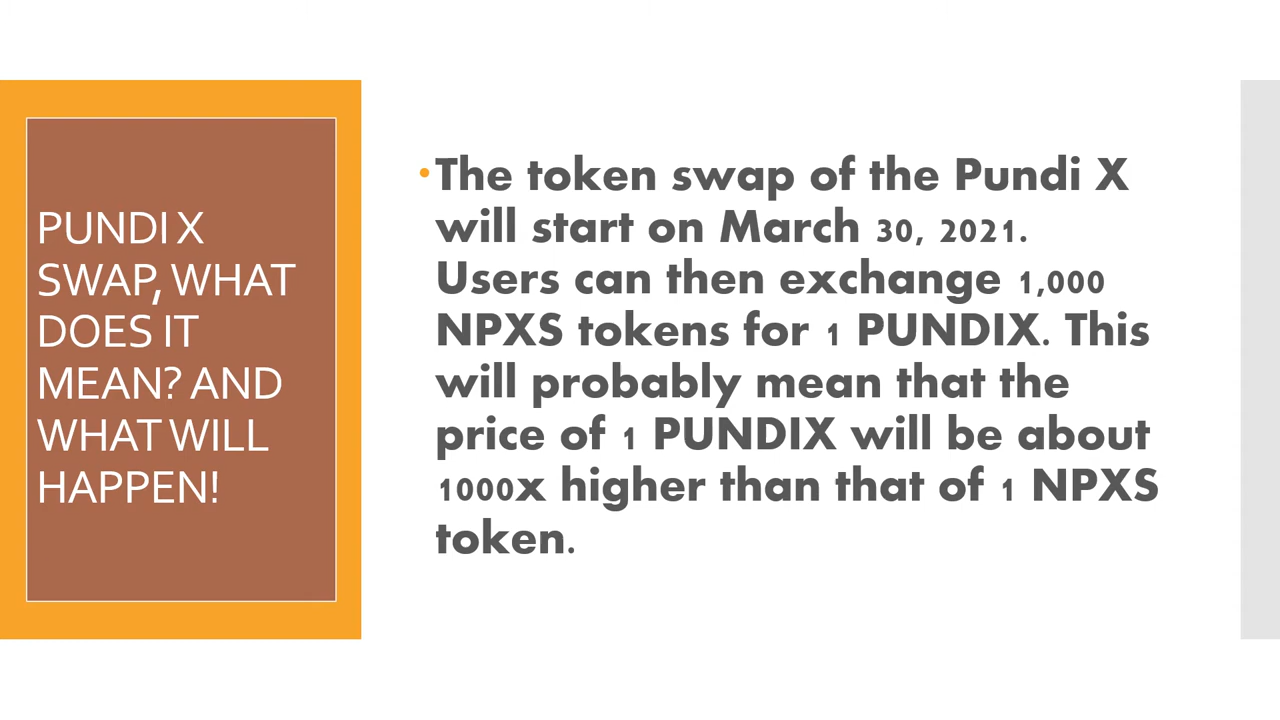 PUNDI X
SWAP, WHAT
DOES IT
MEAN? AND
WHAT WILL
HAPPEN!
•The token swap of the Pundi X
will start on March 30, 2021.
Users can then exchange 1,000
NPXS tokens for 1 PUNDIX. This
will probably mean that the
price of 1 PUNDIX will be about
1000x higher than that of 1 NPXS
token.